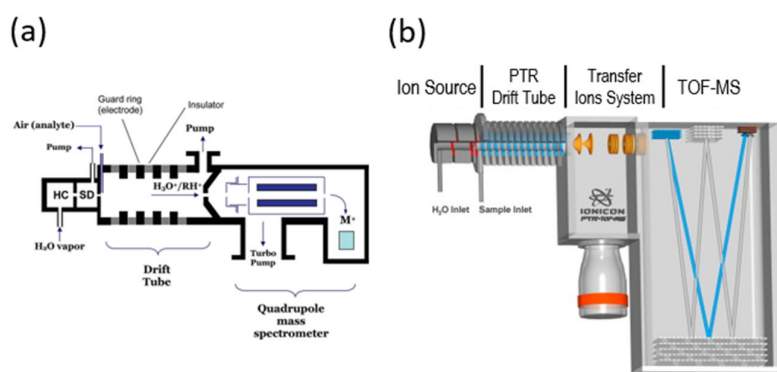 (a)
Guard ring
(electrode)
Insulator
Air (analyte)
Pump
Pump
HC
SD
H₃O⁺/RH⁺
M⁺
H₂O vapor
Drift
Tube
Turbo
Pump
Quadrupole
mass
spectrometer
(b)
Ion Source
PTR
Drift Tube
Transfer
Ions System
TOF-MS
H₂O Inlet
Sample Inlet
IONICON
PTR-TOF-MS